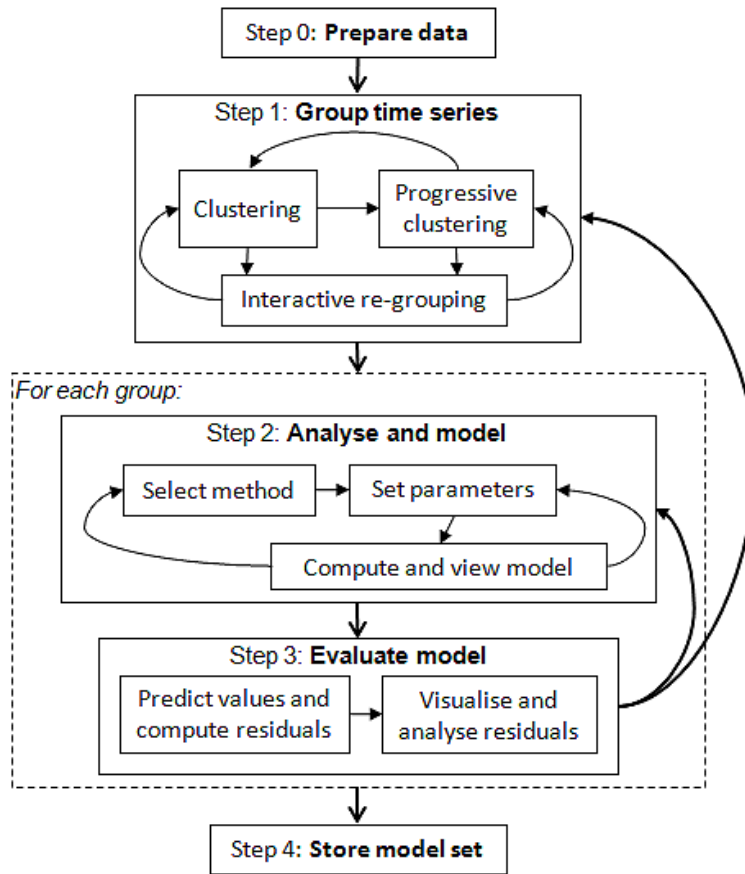 Step 0: Prepare data
Step 1: Group time series
Clustering
Progressive
clustering
Interactive re-grouping
For each group:
Step 2: Analyse and model
Select method
Set parameters
Compute and view model
Step 3: Evaluate model
Predict values and
compute residuals
Visualise and
analyse residuals
Step 4: Store model set